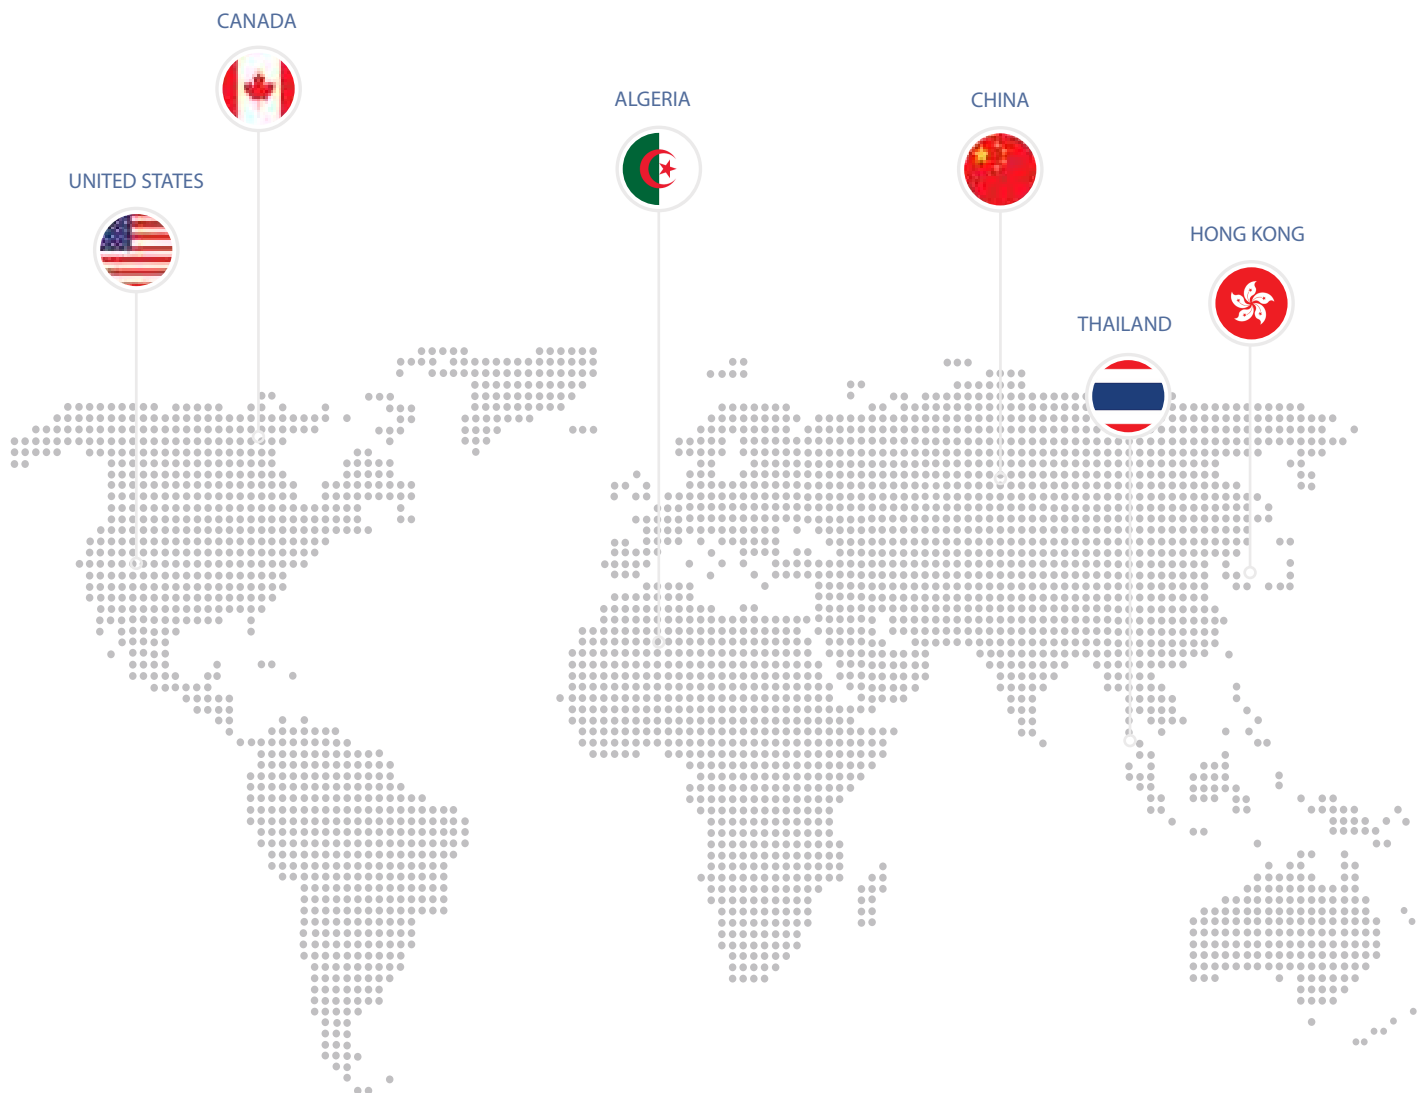 CANADA
ALGERIA
CHINA
UNITED STATES
HONG KONG
THAILAND